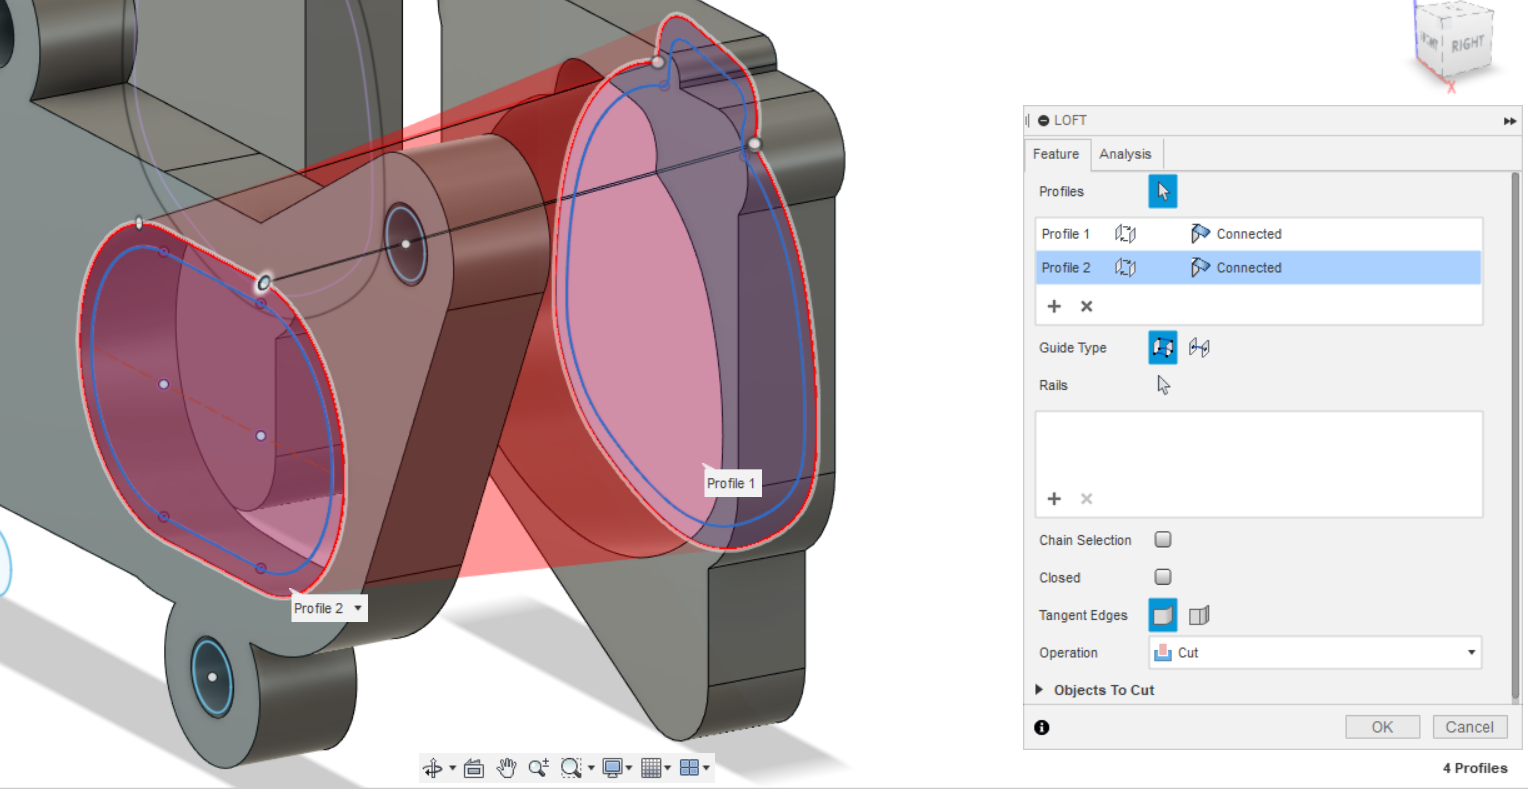 FRONT
RIGHT
X
LOFT
Feature
Analysis
Profiles
Profile 1
Connected
Profile 2
Connected
Guide Type
Rails
Chain Selection
Closed
Tangent Edges
Operation
Cut
Objects To Cut
OK
Cancel
4 Profiles
Profile 1
Profile 2